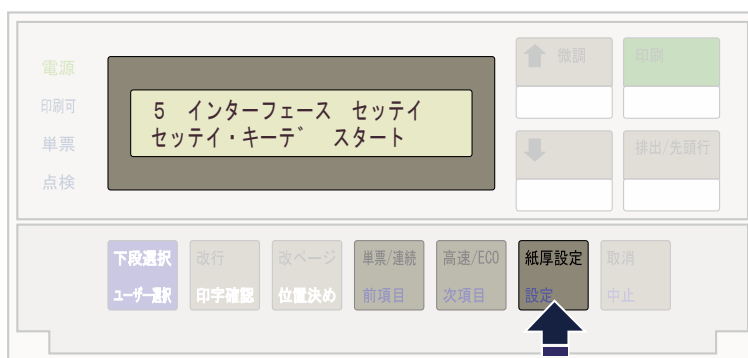 電源
印刷可
単票
点検
5 インターフェース セッテイ
セッテイ・キーデ゛ スタート
微調
印刷
排出/先頭行
下段選択
改行
改ページ
単票/連続
高速/ECO
紙厚設定
取消
ユーザー選択
印字確認
位置決め
前項目
次項目
設定
中止